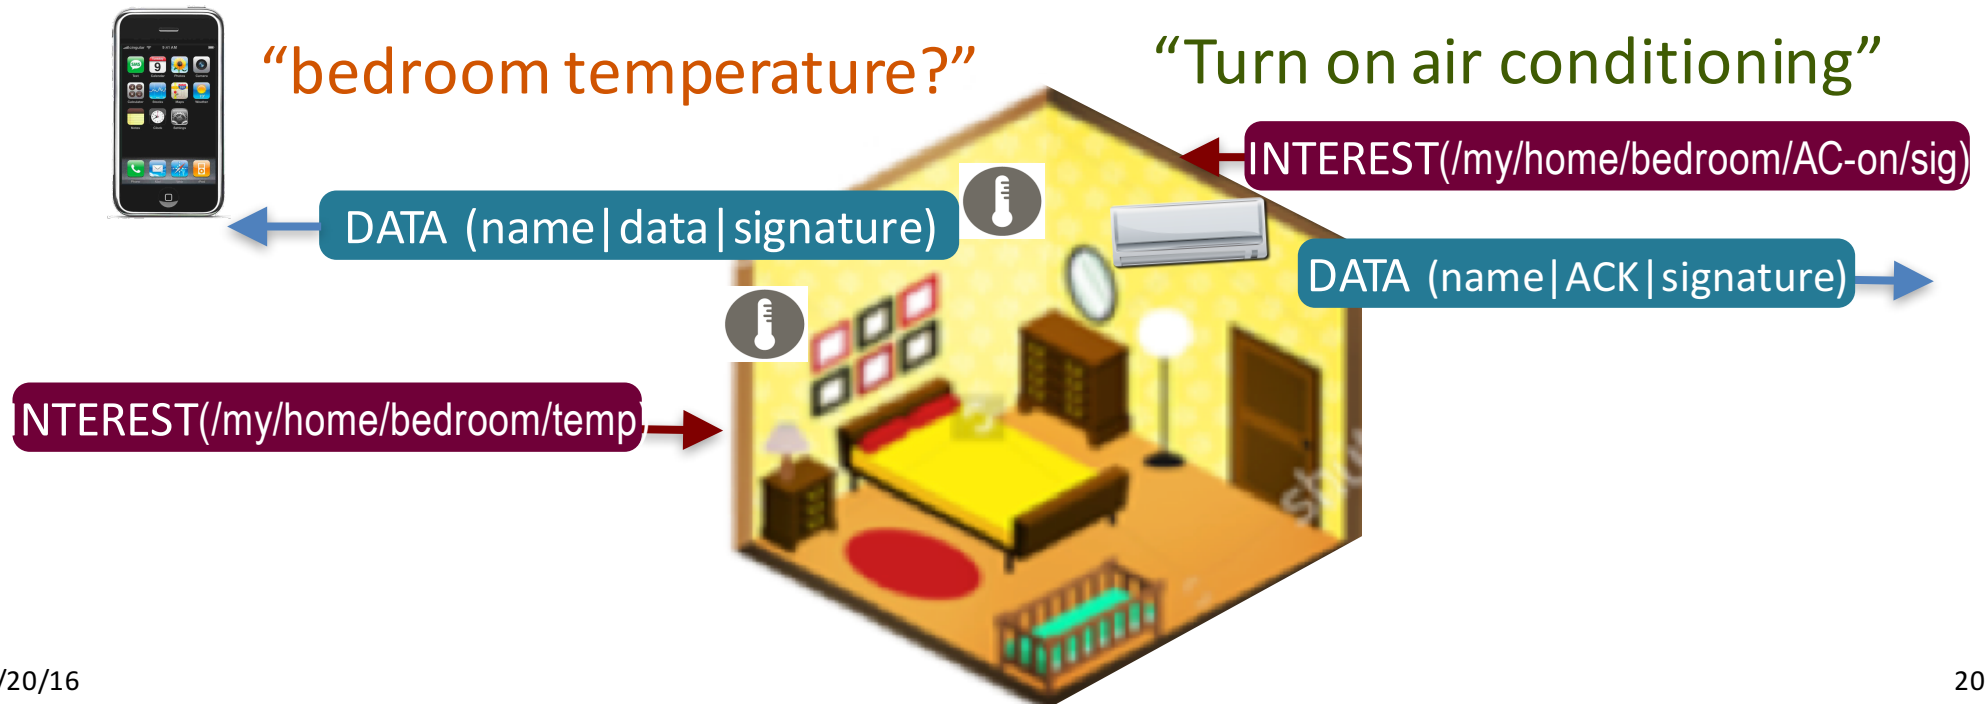 “bedroom temperature?”
“Turn on air conditioning”
INTEREST(/my/home/bedroom/AC-on/sig)
DATA (name|data|signature)
DATA (name|ACK|signature)
INTEREST(/my/home/bedroom/temp)
/20/16
20